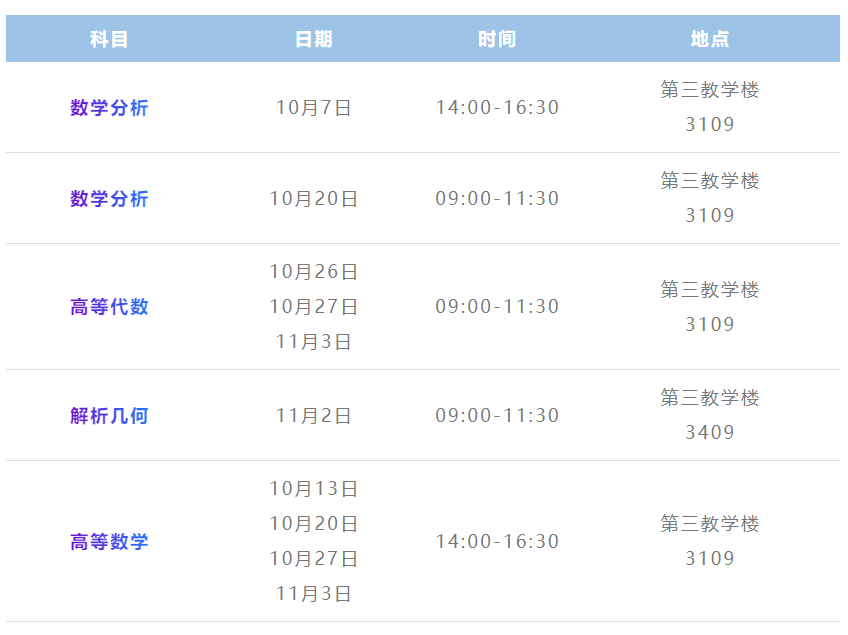 科目 日期 时间 地点
数学分析 10月7日 14:00-16:30 第三教学楼
3109
数学分析 10月20日 09:00-11:30 第三教学楼
3109
高等代数 10月26日
10月27日
11月3日 09:00-11:30 第三教学楼
3109
解析几何 11月2日 09:00-11:30 第三教学楼
3409
高等数学 10月13日
10月20日
10月27日
11月3日 14:00-16:30 第三教学楼
3109